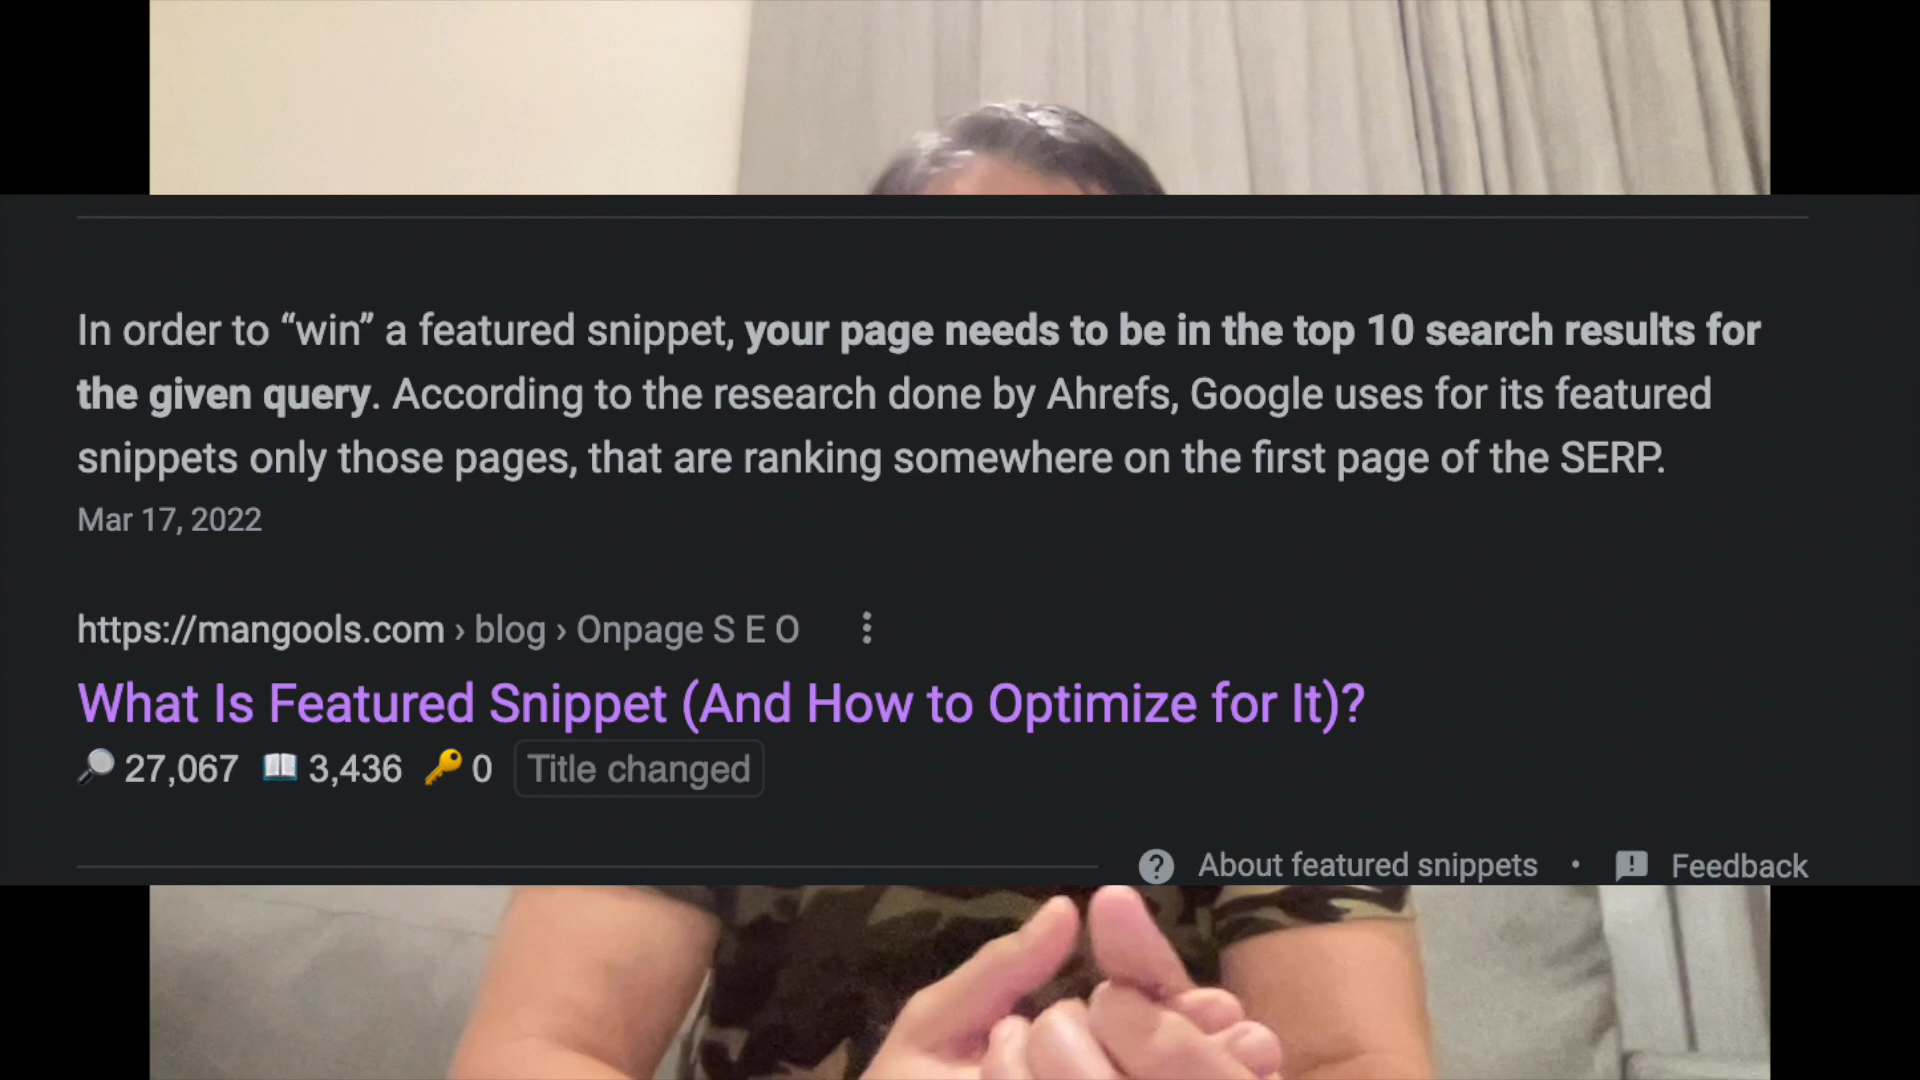 In order to “win” a featured snippet, your page needs to be in the top 10 search results for
the given query. According to the research done by Ahrefs, Google uses for its featured
snippets only those pages, that are ranking somewhere on the first page of the SERP.
Mar 17, 2022
https://mangools.com › blog › Onpage S E O
What Is Featured Snippet (And How to Optimize for It)?
27,067 3,436 0 Title changed
About featured snippets • Feedback